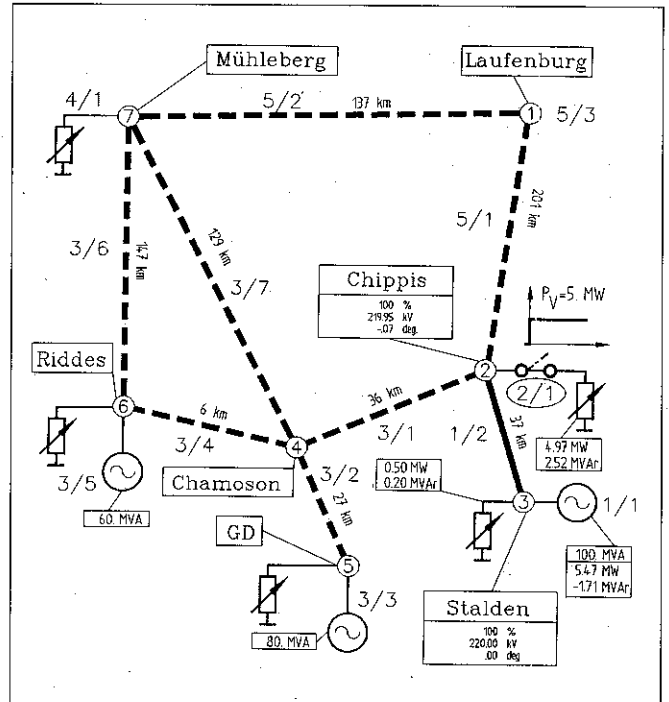 Mühleberg
Laufenburg
4/1
7
5/2
137 km
1
5/3
201 km
5/1
129 km
3/6
147 km
3/7
Chippis
100 %
219.95 kV
-.07 deg.
P_V=5. MW
Riddes
2
2/1
6
6 km
36 km
3/4
3/1
1/2
37 km
4.97 MW
2.52 MVAr
4
Chamoson
3/2
27 km
0.50 MW
0.20 MVAr
3/5
60. MVA
3
1/1
GD
5
100. MVA
5.47 MW
-1.71 MVAr
3/3
Stalden
100 %
220.00 kV
.00 deg
80. MVA